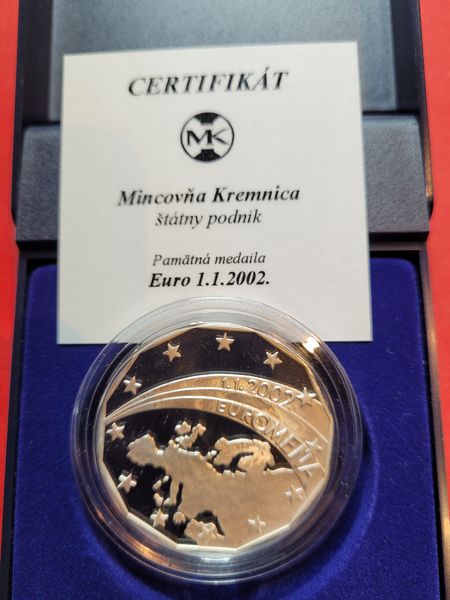 CERTIFIKÁT
MK
Mincovňa Kremnica
štátny podnik
Pamätná medaila
Euro 1.1.2002.
1.1.2002
EUROMENA